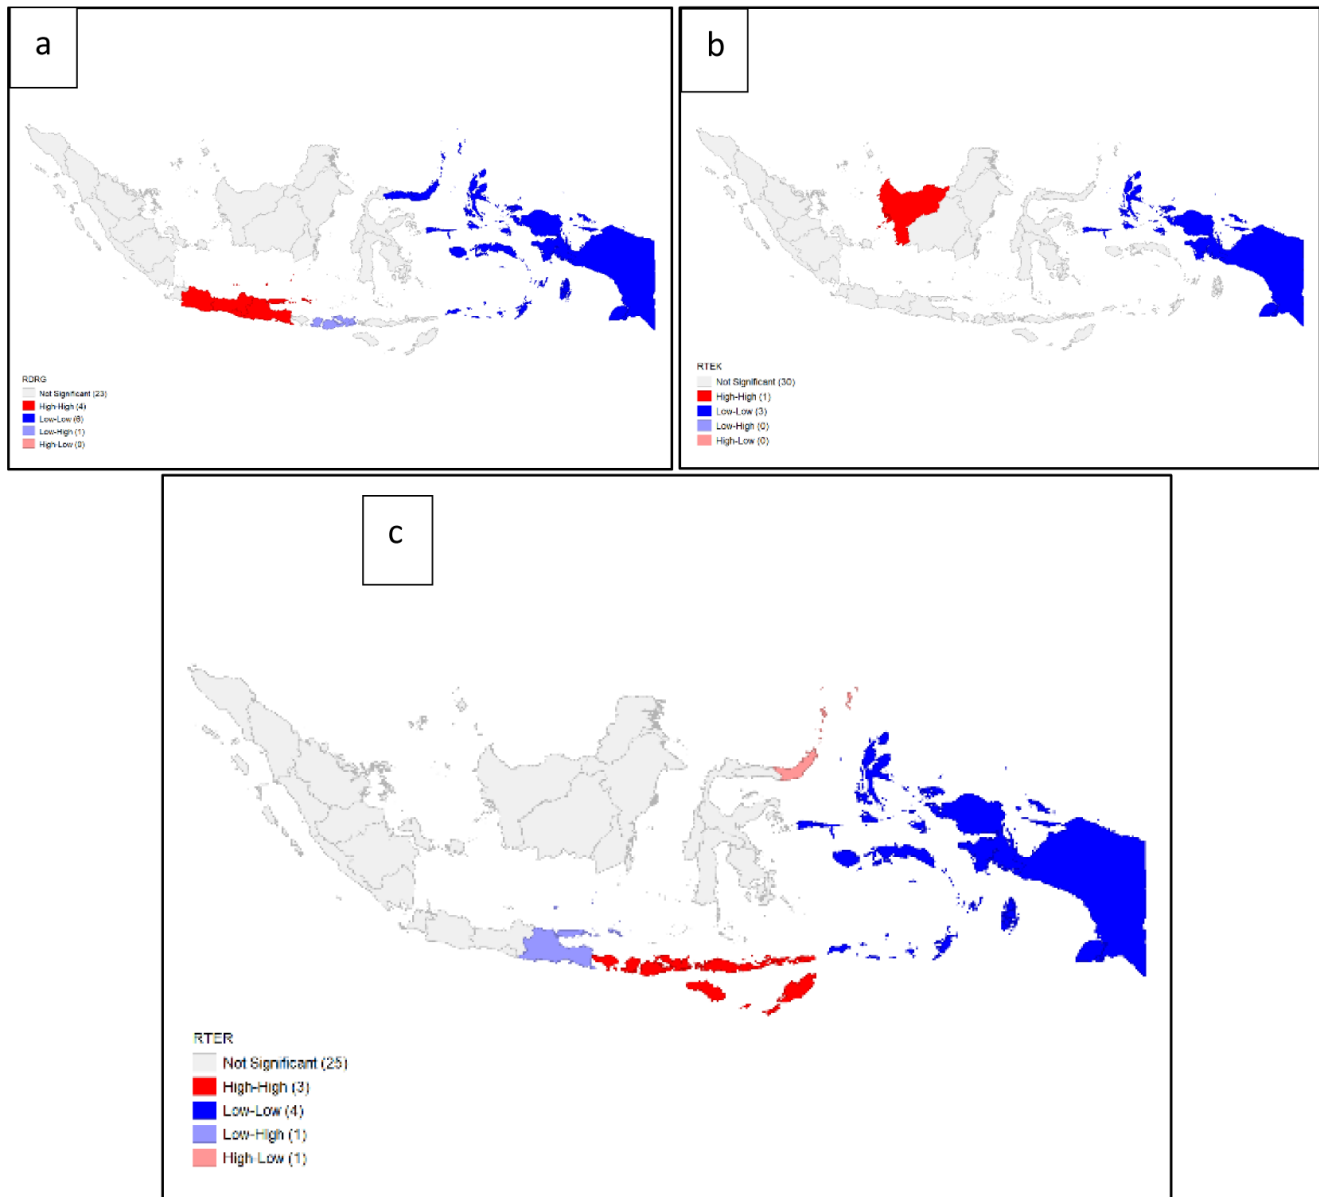 a
RDRG
Not Significant (23)
High-High (4)
Low-Low (6)
Low-High (1)
High-Low (0)
b
RTEK
Not Significant (30)
High-High (1)
Low-Low (3)
Low-High (0)
High-Low (0)
c
RTER
Not Significant (25)
High-High (3)
Low-Low (4)
Low-High (1)
High-Low (1)